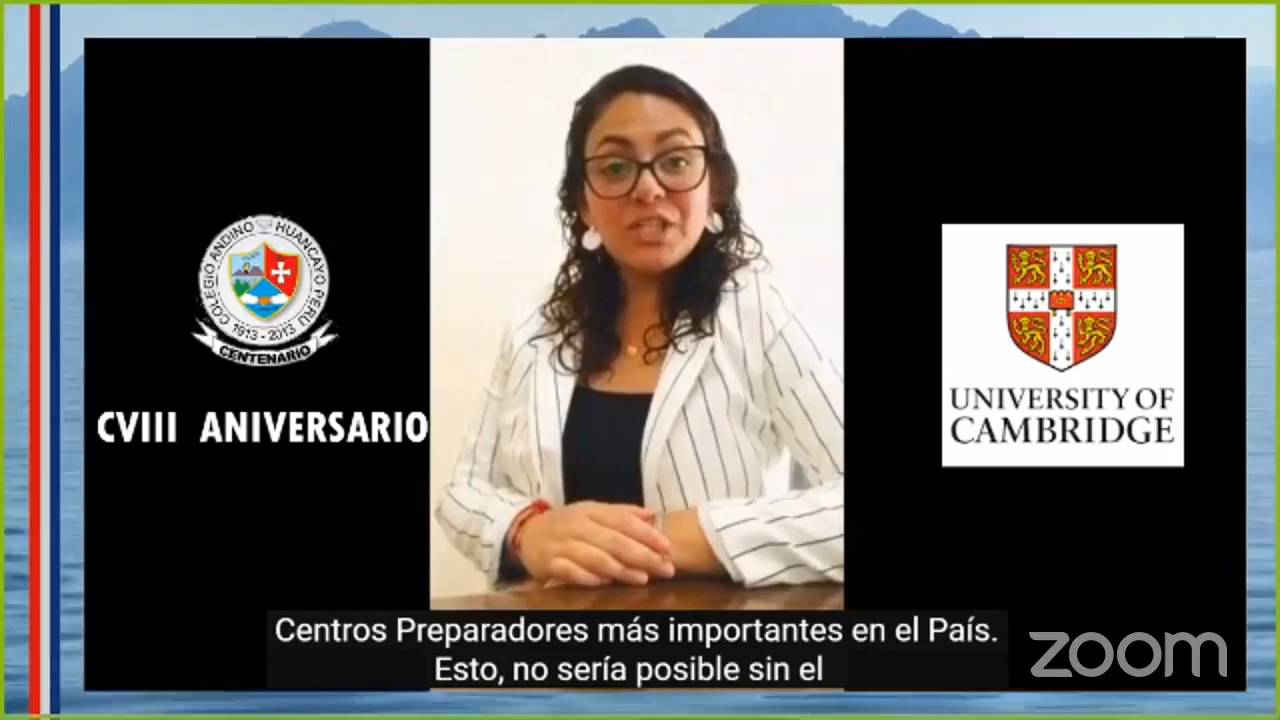 COLEGIO ANDINO HUANCAYO PERU
1913 - 2013
CENTENARIO
CVIII ANIVERSARIO
UNIVERSITY OF
CAMBRIDGE
Centros Preparadores más importantes en el País.
Esto, no sería posible sin el
zoom